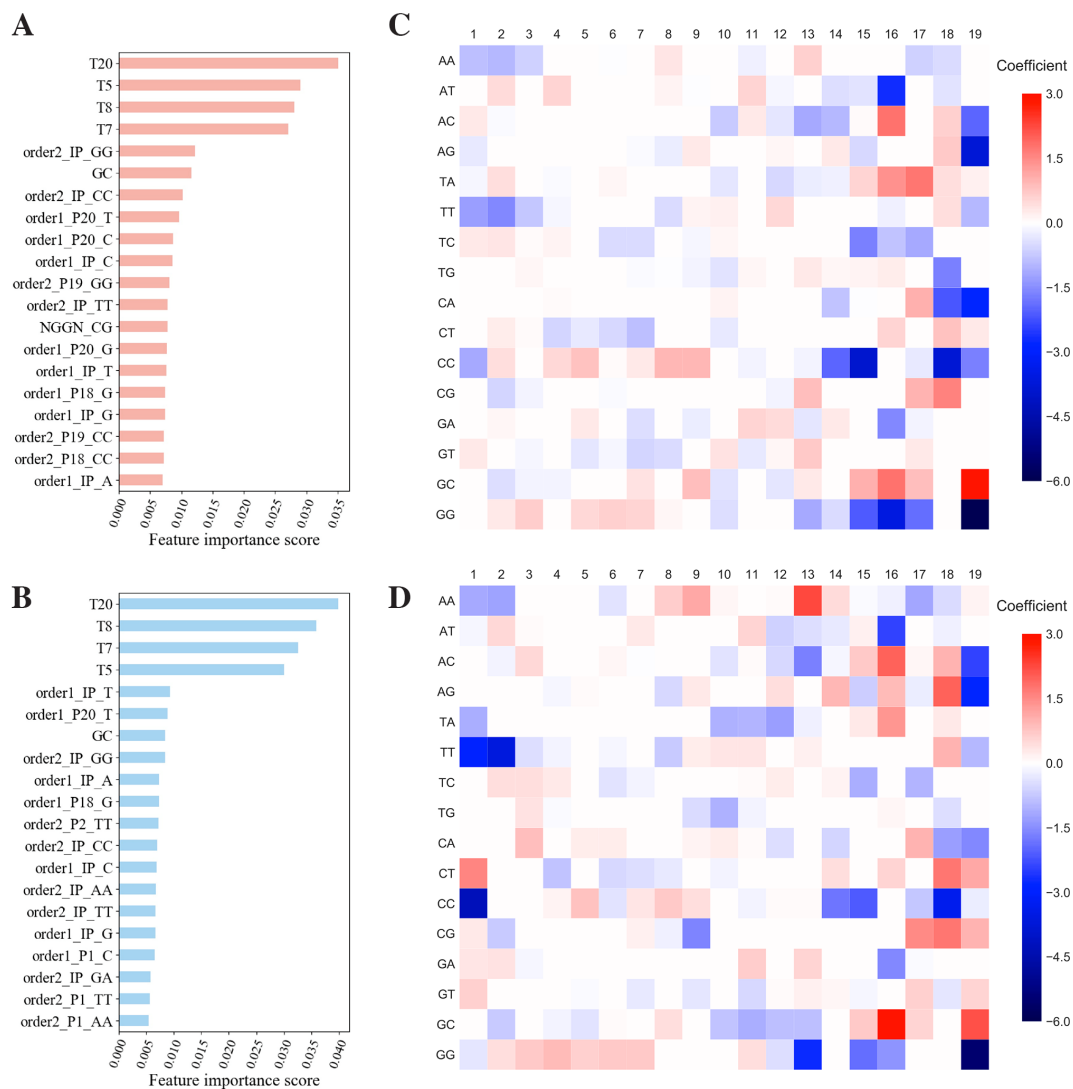 A
T20
T5
T8
T7
order2_IP_GG
GC
order2_IP_CC
order1_P20_T
order1_P20_C
order1_IP_C
order2_P19_GG
order2_IP_TT
NGGN_CG
order1_P20_G
order1_IP_T
order1_P18_G
order1_IP_G
order2_P19_CC
order2_P18_CC
order1_IP_A
0.000 0.005 0.010 0.015 0.020 0.025 0.030 0.035
Feature importance score
B
T20
T8
T7
T5
order1_IP_T
order1_P20_T
GC
order2_IP_GG
order1_IP_A
order1_P18_G
order2_P2_TT
order2_IP_CC
order1_IP_C
order2_IP_AA
order2_IP_TT
order1_IP_G
order1_P1_C
order2_IP_GA
order2_P1_TT
order2_P1_AA
0.000 0.005 0.010 0.015 0.020 0.025 0.030 0.035 0.040
Feature importance score
C
1 2 3 4 5 6 7 8 9 10 11 12 13 14 15 16 17 18 19
AA
AT
AC
AG
TA
TT
TC
TG
CA
CT
CC
CG
GA
GT
GC
GG
Coefficient
3.0
1.5
0.0
−1.5
−3.0
−4.5
−6.0
D
1 2 3 4 5 6 7 8 9 10 11 12 13 14 15 16 17 18 19
AA
AT
AC
AG
TA
TT
TC
TG
CA
CT
CC
CG
GA
GT
GC
GG
Coefficient
3.0
1.5
0.0
−1.5
−3.0
−4.5
−6.0